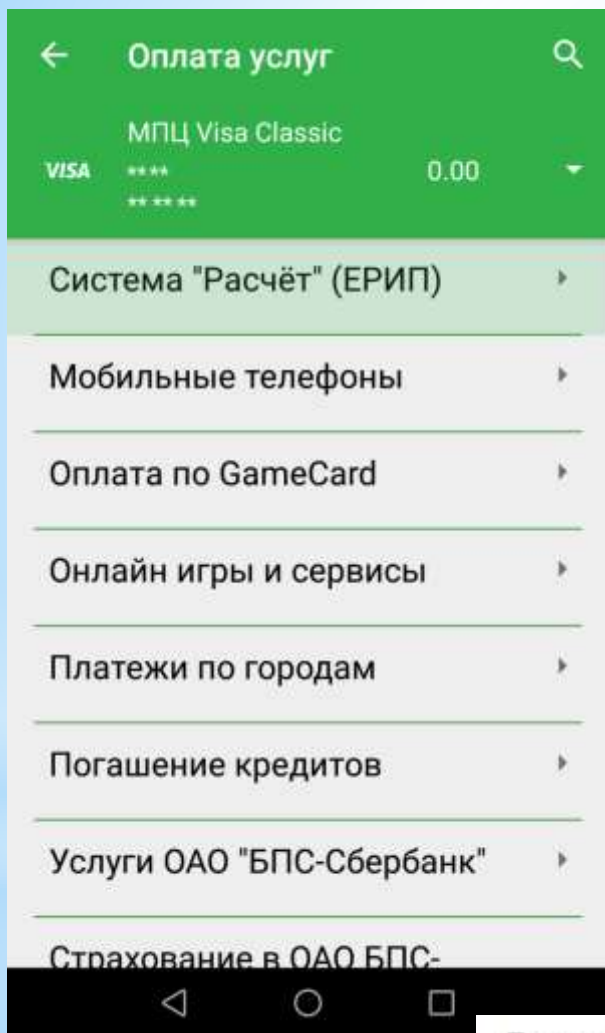 Оплата услуг
МПЦ Visa Classic
VISA **** 0.00
** ** **
Система "Расчёт" (ЕРИП)
Мобильные телефоны
Оплата по GameCard
Онлайн игры и сервисы
Платежи по городам
Погашение кредитов
Услуги ОАО "БПС-Сбербанк"
Страхование в ОАО БПС-